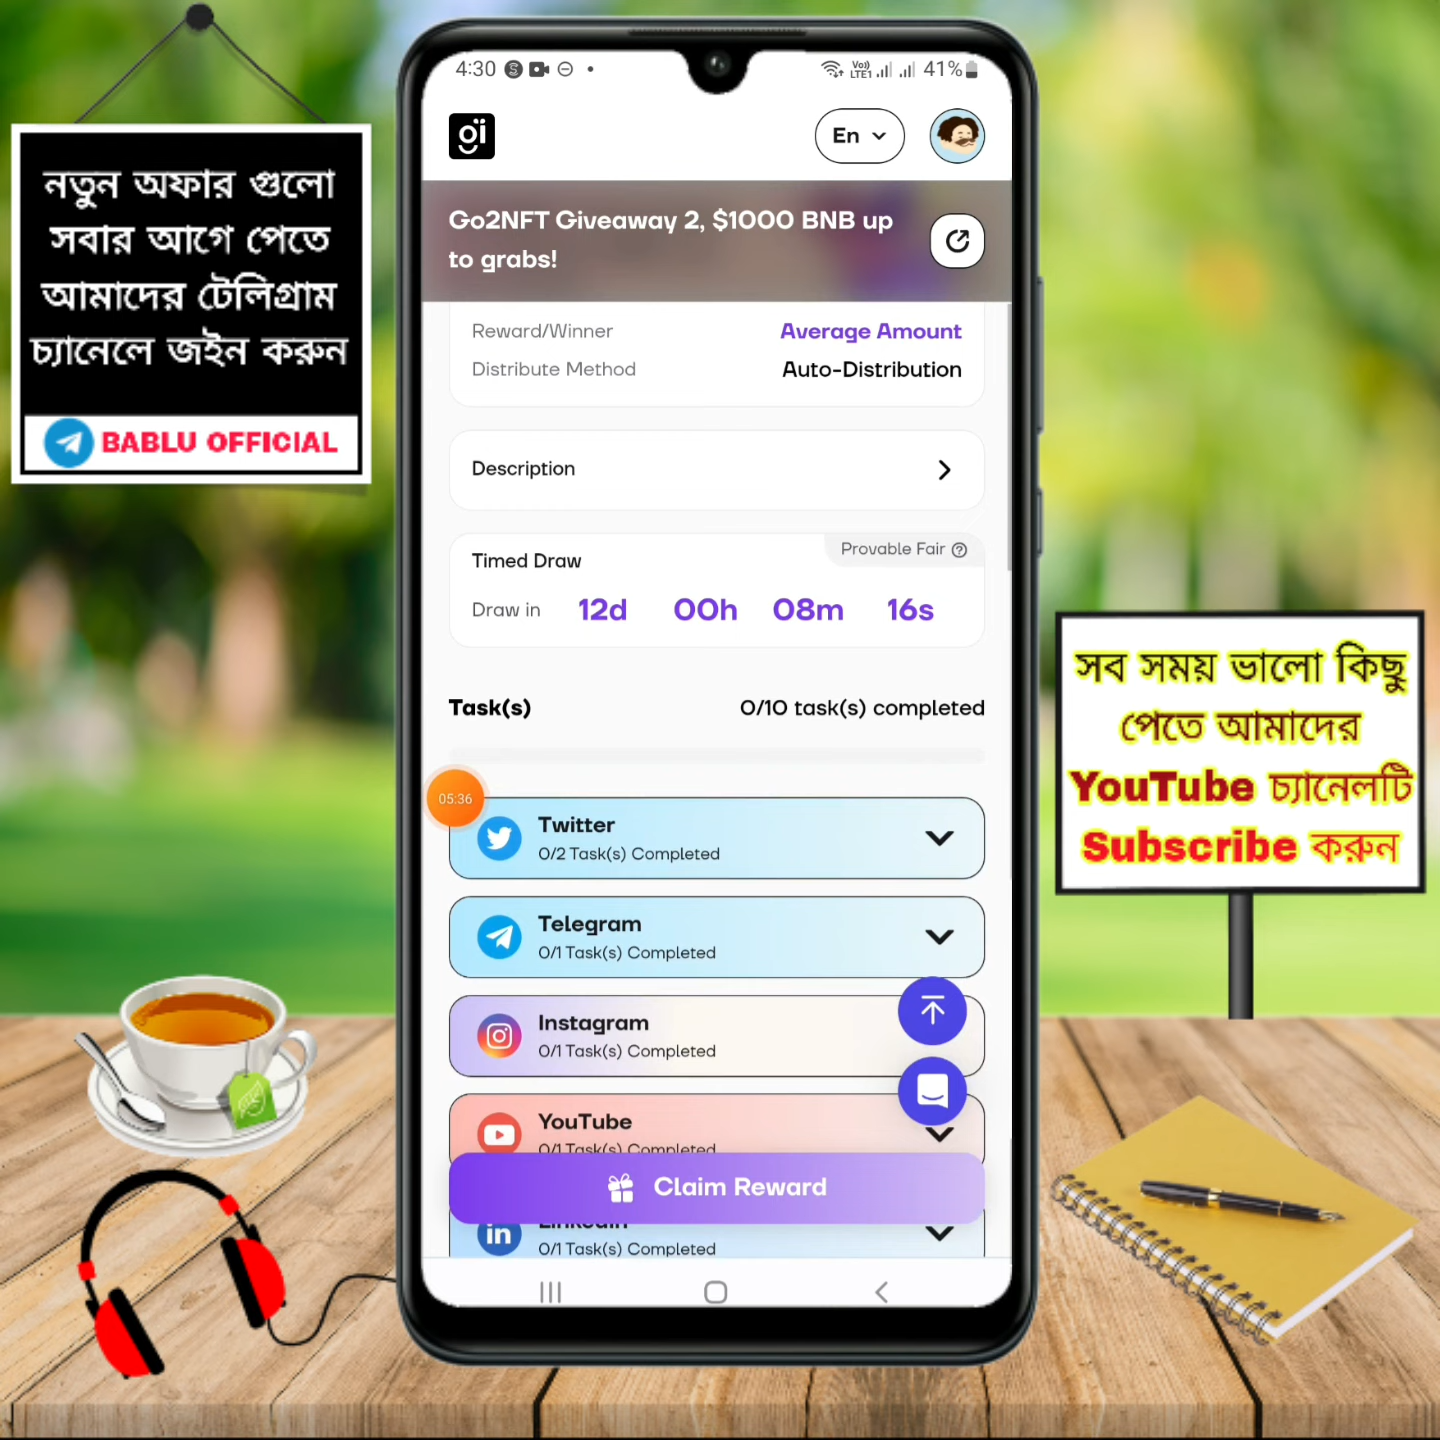 নতুন অফার গুলো
সবার আগে পেতে
আমাদের টেলিগ্রাম
চ্যানেলে জইন করুন
BABLU OFFICIAL
4:30
Vo))
LTE1
41%
gi
En
Go2NFT Giveaway 2, $1000 BNB up
to grabs!
Reward/Winner
Average Amount
Distribute Method
Auto-Distribution
Description
Provable Fair
Timed Draw
Draw in 12d 00h 08m 16s
Task(s)
0/10 task(s) completed
05:36
Twitter
0/2 Task(s) Completed
Telegram
0/1 Task(s) Completed
Instagram
0/1 Task(s) Completed
YouTube
0/1 Task(s) Completed
Claim Reward
Linkedin
0/1 Task(s) Completed
সব সময় ভালো কিছু
পেতে আমাদের
YouTube চ্যানেলটি
Subscribe করুন